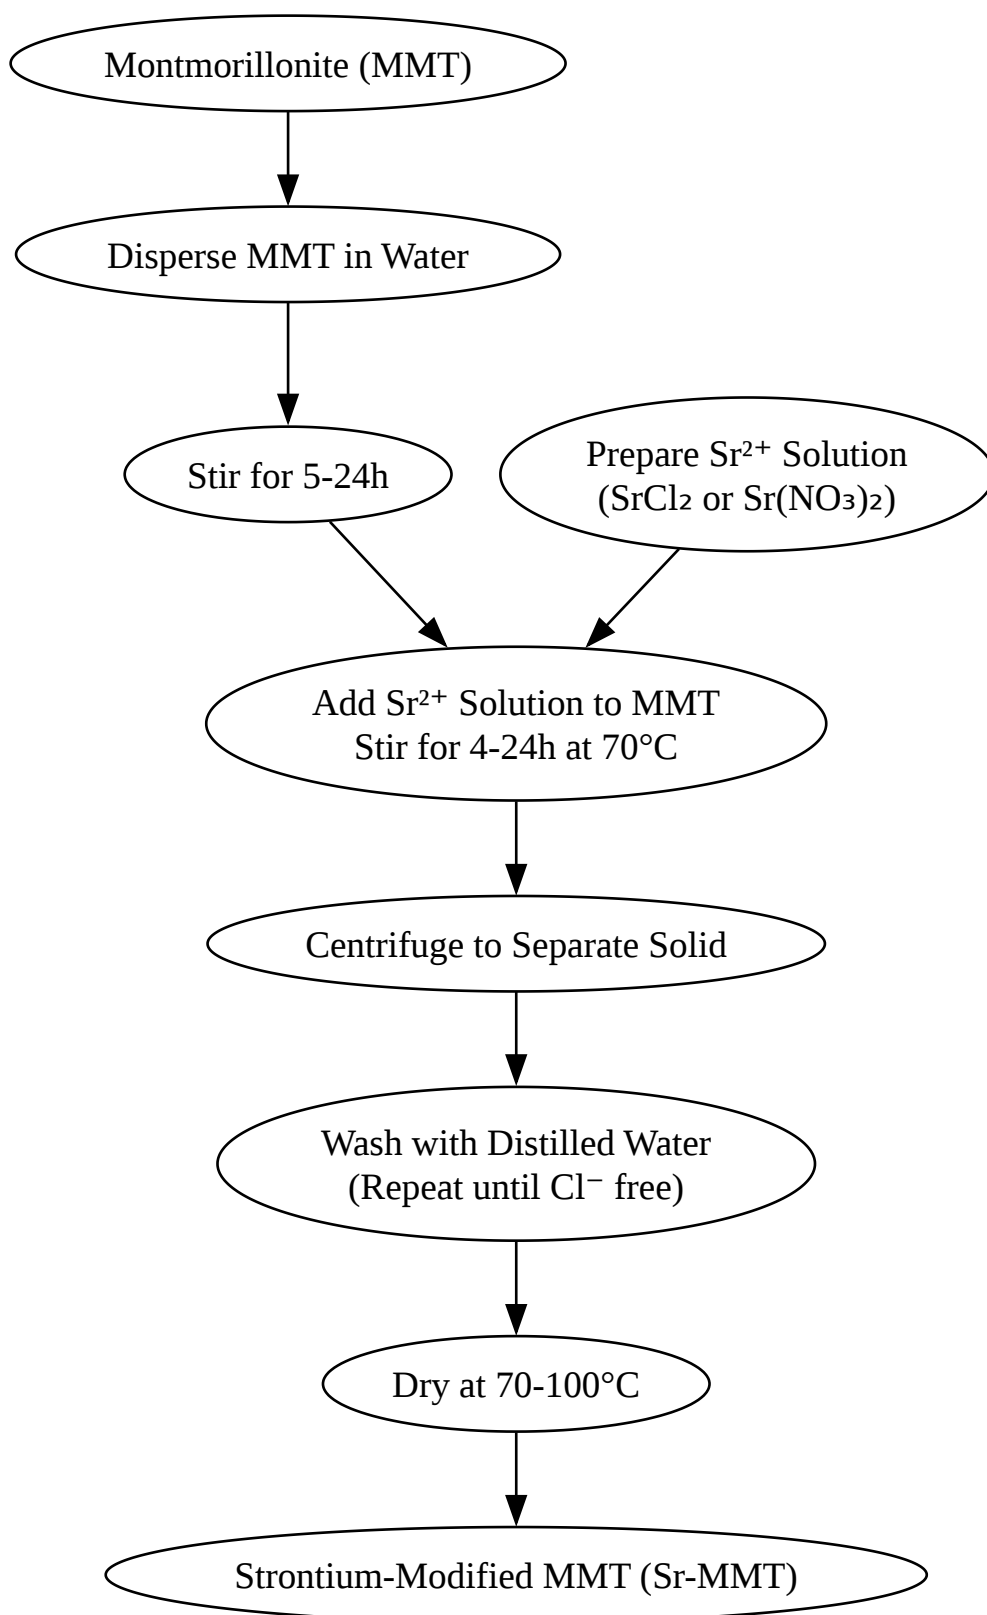 Montmorillonite (MMT)
Disperse MMT in Water
Stir for 5-24h
Prepare Sr²⁺ Solution
(SrCl₂ or Sr(NO₃)₂)
Add Sr²⁺ Solution to MMT
Stir for 4-24h at 70°C
Centrifuge to Separate Solid
Wash with Distilled Water
(Repeat until Cl⁻ free)
Dry at 70-100°C
Strontium-Modified MMT (Sr-MMT)